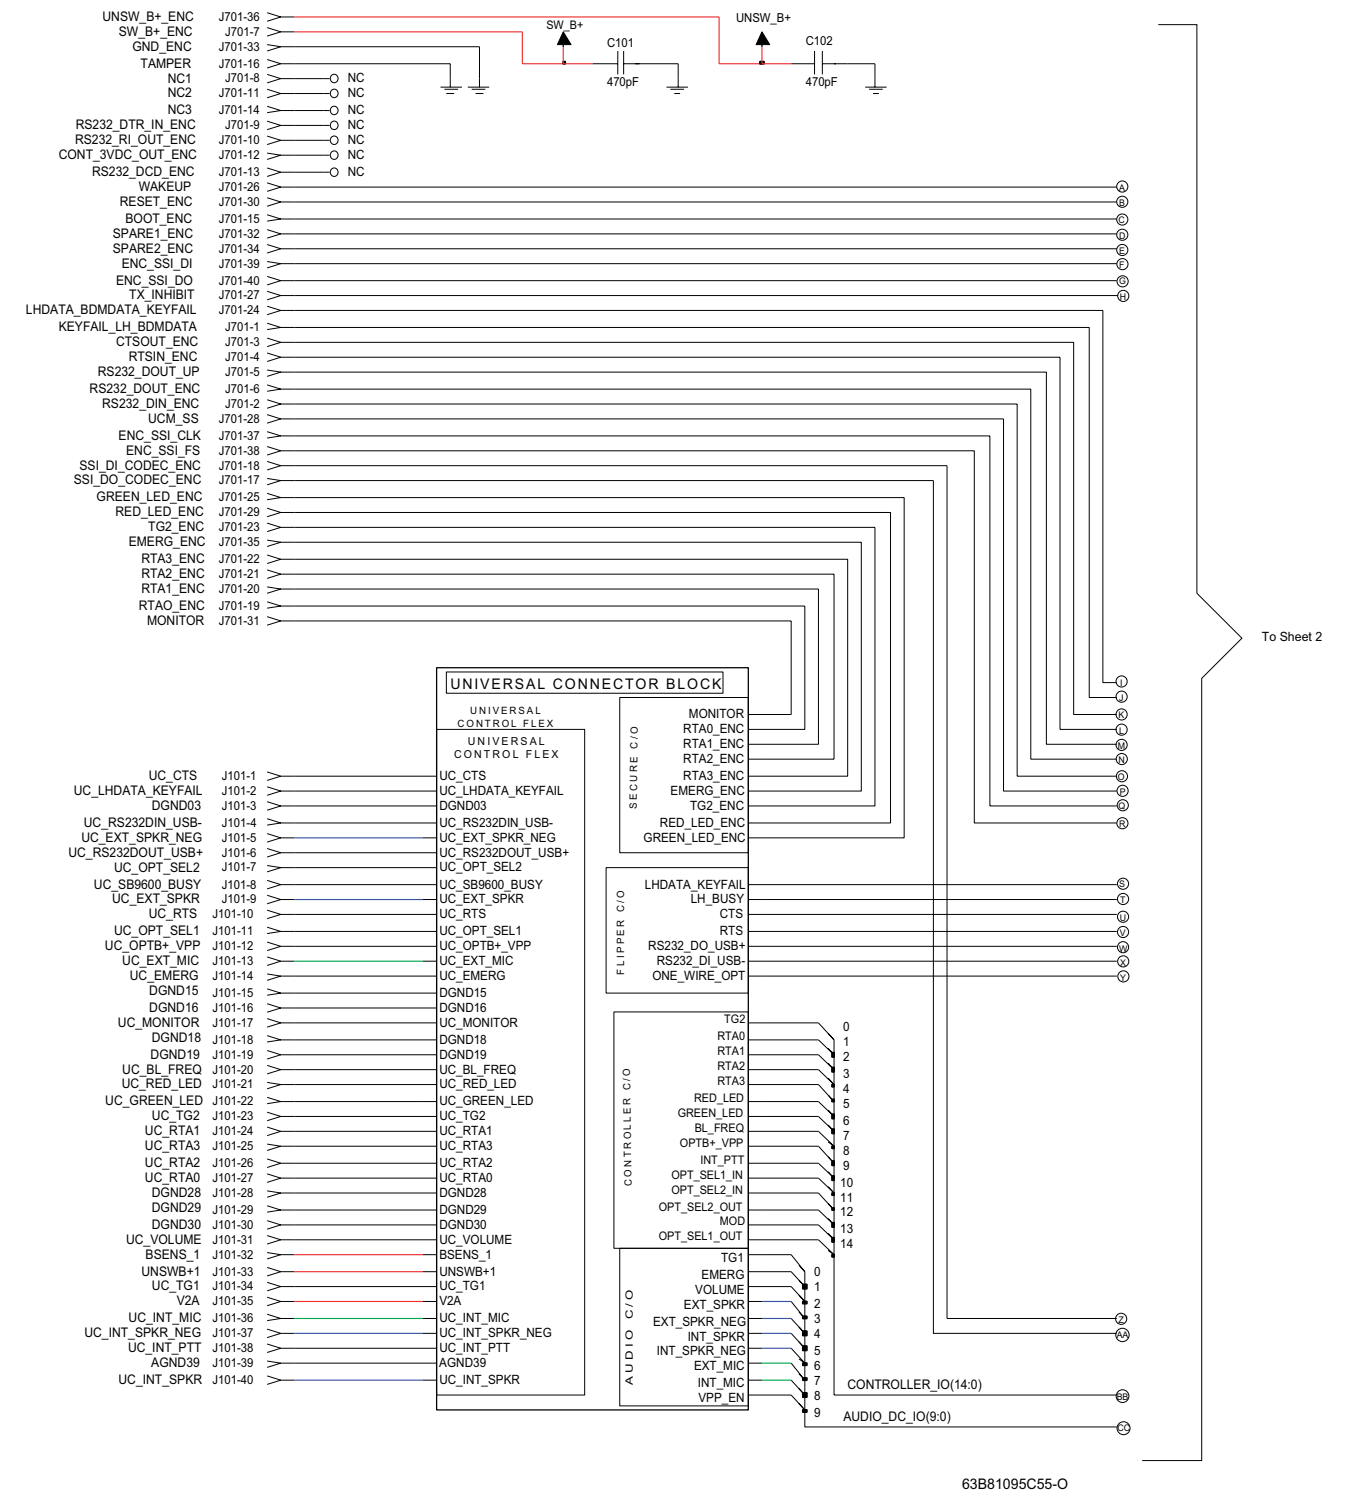 UNSW_B+_ENC J701-36
SW_B+_ENC J701-7
GND_ENC J701-33
TAMPER J701-16
NC1 J701-8 NC
NC2 J701-11 NC
NC3 J701-14 NC
RS232_DTR_IN_ENC J701-9 NC
RS232_RI_OUT_ENC J701-10 NC
CONT_3VDC_OUT_ENC J701-12 NC
RS232_DCD_ENC J701-13 NC
SW_B+
C101
470pF
UNSW_B+
C102
470pF
WAKEUP J701-26 A
RESET_ENC J701-30 B
BOOT_ENC J701-15 C
SPARE1_ENC J701-32 D
SPARE2_ENC J701-34 E
ENC_SSI_DI J701-39 F
ENC_SSI_DO J701-40 G
TX_INHIBIT J701-27 H
LHDATA_BDMDATA_KEYFAIL J701-24
KEYFAIL_LH_BDMDATA J701-1
CTSOUT_ENC J701-3
RTSIN_ENC J701-4
RS232_DOUT_UP J701-5
RS232_DOUT_ENC J701-6
RS232_DIN_ENC J701-2
UCM_SS J701-28
ENC_SSI_CLK J701-37
ENC_SSI_FS J701-38
SSI_DI_CODEC_ENC J701-18
SSI_DO_CODEC_ENC J701-17
GREEN_LED_ENC J701-25
RED_LED_ENC J701-29
TG2_ENC J701-23
EMERG_ENC J701-35
RTA3_ENC J701-22
RTA2_ENC J701-21
RTA1_ENC J701-20
RTAO_ENC J701-19
MONITOR J701-31
To Sheet 2
I
J
K
L
M
N
O
P
Q
R
UNIVERSAL CONNECTOR BLOCK
UNIVERSAL
CONTROL FLEX
UNIVERSAL
CONTROL FLEX
UC_CTS J101-1 UC_CTS
UC_LHDATA_KEYFAIL J101-2 UC_LHDATA_KEYFAIL
DGND03 J101-3 DGND03
UC_RS232DIN_USB- J101-4 UC_RS232DIN_USB-
UC_EXT_SPKR_NEG J101-5 UC_EXT_SPKR_NEG
UC_RS232DOUT_USB+ J101-6 UC_RS232DOUT_USB+
UC_OPT_SEL2 J101-7 UC_OPT_SEL2
UC_SB9600_BUSY J101-8 UC_SB9600_BUSY
UC_EXT_SPKR J101-9 UC_EXT_SPKR
UC_RTS J101-10 UC_RTS
UC_OPT_SEL1 J101-11 UC_OPT_SEL1
UC_OPTB+_VPP J101-12 UC_OPTB+_VPP
UC_EXT_MIC J101-13 UC_EXT_MIC
UC_EMERG J101-14 UC_EMERG
DGND15 J101-15 DGND15
DGND16 J101-16 DGND16
UC_MONITOR J101-17 UC_MONITOR
DGND18 J101-18 DGND18
DGND19 J101-19 DGND19
UC_BL_FREQ J101-20 UC_BL_FREQ
UC_RED_LED J101-21 UC_RED_LED
UC_GREEN_LED J101-22 UC_GREEN_LED
UC_TG2 J101-23 UC_TG2
UC_RTA1 J101-24 UC_RTA1
UC_RTA3 J101-25 UC_RTA3
UC_RTA2 J101-26 UC_RTA2
UC_RTA0 J101-27 UC_RTA0
DGND28 J101-28 DGND28
DGND29 J101-29 DGND29
DGND30 J101-30 DGND30
UC_VOLUME J101-31 UC_VOLUME
BSENS_1 J101-32 BSENS_1
UNSWB+1 J101-33 UNSWB+1
UC_TG1 J101-34 UC_TG1
V2A J101-35 V2A
UC_INT_MIC J101-36 UC_INT_MIC
UC_INT_SPKR_NEG J101-37 UC_INT_SPKR_NEG
UC_INT_PTT J101-38 UC_INT_PTT
AGND39 J101-39 AGND39
UC_INT_SPKR J101-40 UC_INT_SPKR
SECURE C/O
MONITOR
RTA0_ENC
RTA1_ENC
RTA2_ENC
RTA3_ENC
EMERG_ENC
TG2_ENC
RED_LED_ENC
GREEN_LED_ENC
FLIPPER C/O
LHDATA_KEYFAIL S
LH_BUSY T
CTS U
RTS V
RS232_DO_USB+ W
RS232_DI_USB- X
ONE_WIRE_OPT Y
CONTROLLER C/O
TG2 0
RTA0 1
RTA1 2
RTA2 3
RTA3 4
RED_LED 5
GREEN_LED 6
BL_FREQ 7
OPTB+_VPP 8
INT_PTT 9
OPT_SEL1_IN 10
OPT_SEL2_IN 11
OPT_SEL2_OUT 12
MOD 13
OPT_SEL1_OUT 14
AUDIO C/O
TG1 0
EMERG 1
VOLUME 2
EXT_SPKR 3
EXT_SPKR_NEG 4
INT_SPKR 5
INT_SPKR_NEG 6
EXT_MIC 7
INT_MIC 8
VPP_EN 9
Z
AA
CONTROLLER_IO(14:0) BB
AUDIO_DC_IO(9:0) CC
63B81095C55-O